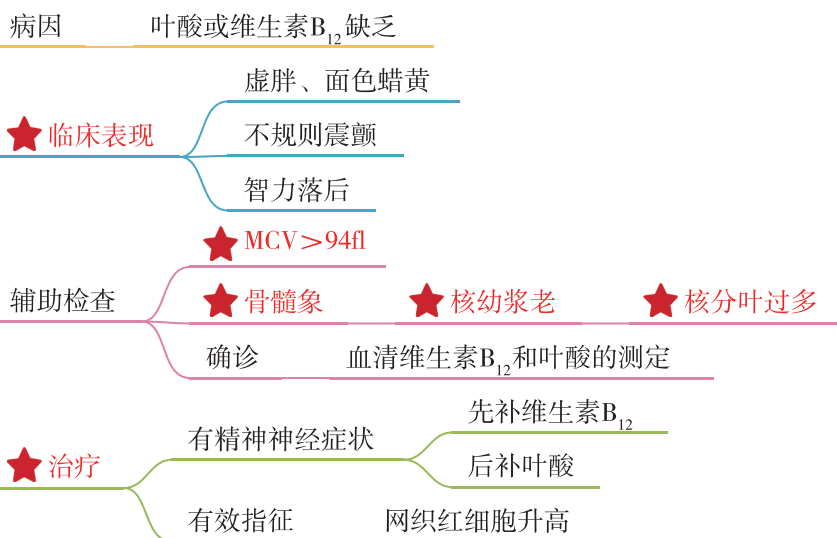 病因 叶酸或维生素B12缺乏
临床表现
虚胖、面色蜡黄
不规则震颤
智力落后
辅助检查
MCV>94fl
骨髓象 核幼浆老 核分叶过多
确诊 血清维生素B12和叶酸的测定
治疗
有精神神经症状
先补维生素B12
后补叶酸
有效指征 网织红细胞升高